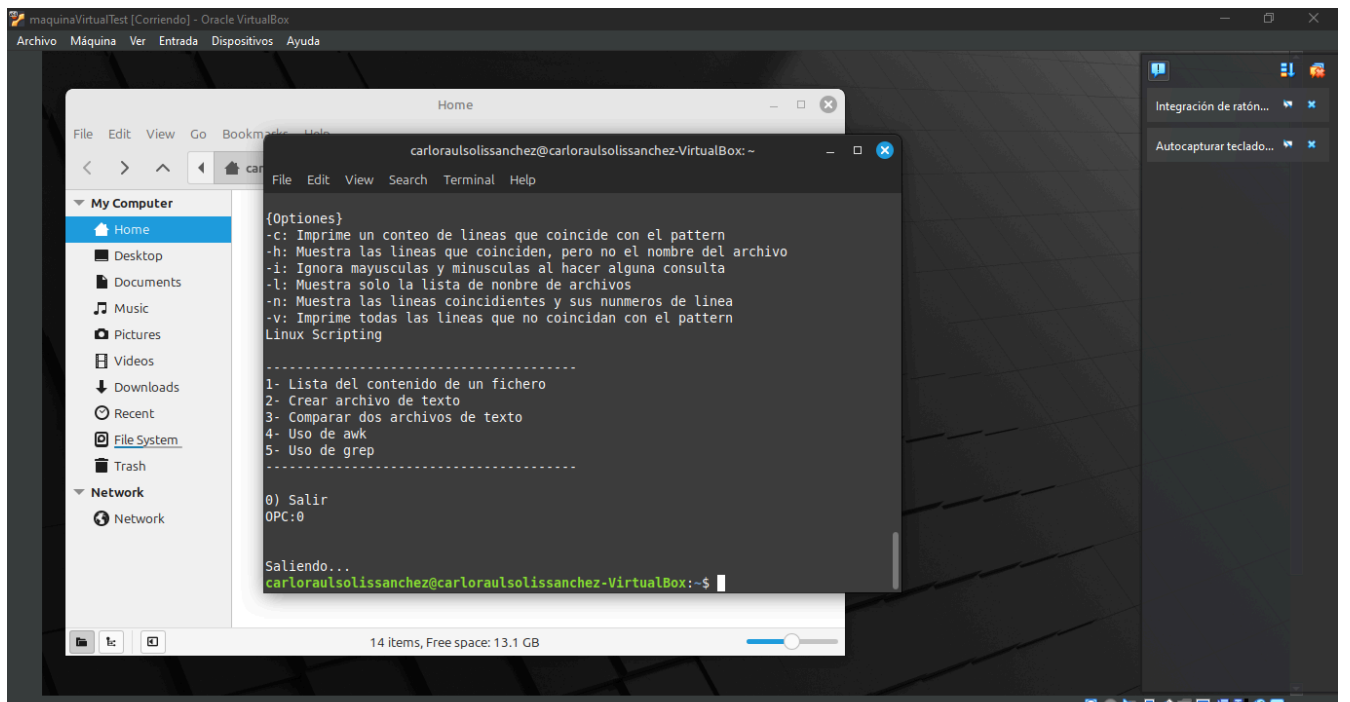 maquinaVirtualTest [Corriendo] - Oracle VirtualBox
Archivo Máquina Ver Entrada Dispositivos Ayuda
Home
File Edit View Go Bookmarks Help
car
My Computer
Home
Desktop
Documents
Music
Pictures
Videos
Downloads
Recent
File System
Trash
Network
Network
14 items, Free space: 13.1 GB
carloraulsolissanchez@carloraulsolissanchez-VirtualBox: ~
File Edit View Search Terminal Help
{Optiones}
-c: Imprime un conteo de lineas que coincide con el pattern
-h: Muestra las lineas que coinciden, pero no el nombre del archivo
-i: Ignora mayusculas y minusculas al hacer alguna consulta
-l: Muestra solo la lista de nonbre de archivos
-n: Muestra las lineas coincidientes y sus nunmeros de linea
-v: Imprime todas las lineas que no coincidan con el pattern
Linux Scripting
----------------------------------------
1- Lista del contenido de un fichero
2- Crear archivo de texto
3- Comparar dos archivos de texto
4- Uso de awk
5- Uso de grep
----------------------------------------
0) Salir
OPC:0
Saliendo...
carloraulsolissanchez@carloraulsolissanchez-VirtualBox:~$
Integración de ratón...
Autocapturar teclado...